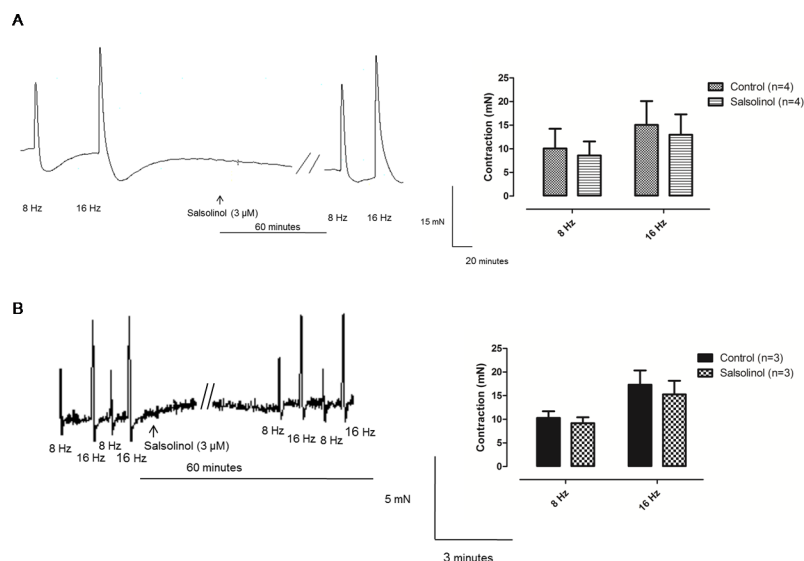 A
25
20
15
10
5
0
Contraction (mN)
Control (n=4)
Salsolinol (n=4)
8 Hz
16 Hz
8 Hz 16 Hz
Salsolinol (3 µM)
60 minutes
8 Hz 16 Hz
15 mN
20 minutes
B
25
20
15
10
5
0
Contraction (mN)
Control (n=3)
Salsolinol (n=3)
8 Hz
16 Hz
8 Hz 16 Hz 8 Hz 16 Hz
Salsolinol (3 µM)
8 Hz 16 Hz 8 Hz 16 Hz
60 minutes
5 mN
3 minutes